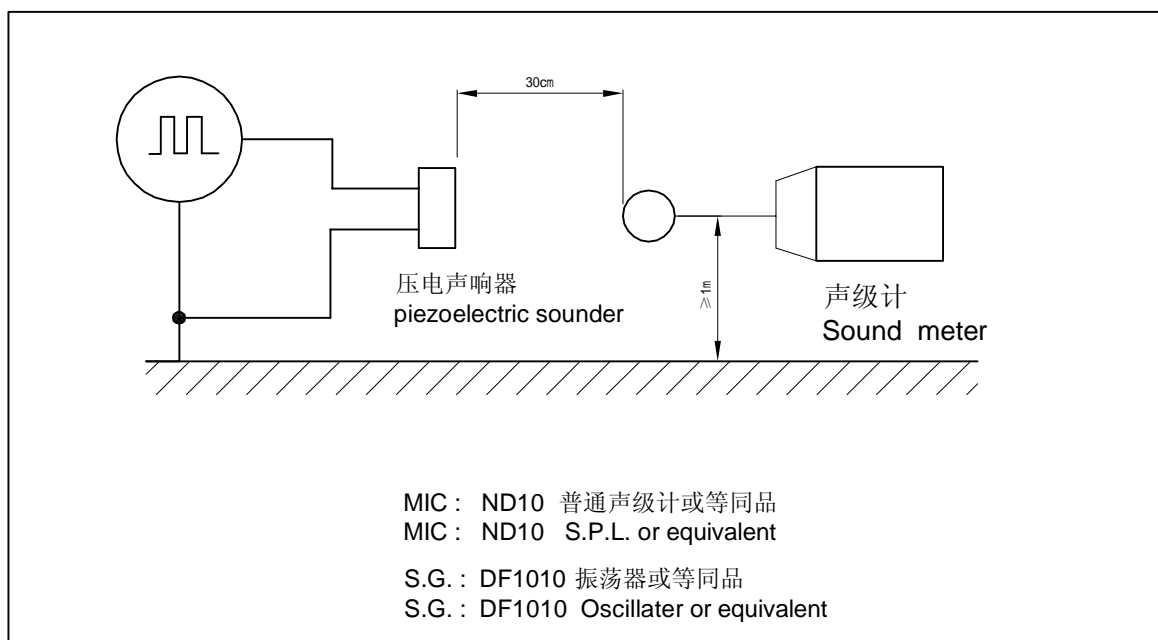 30㎝
压电声响器
piezoelectric sounder
≥1m
声级计
Sound meter
MIC : ND10 普通声级计或等同品
MIC : ND10 S.P.L. or equivalent
S.G. : DF1010 振荡器或等同品
S.G. : DF1010 Oscillater or equivalent